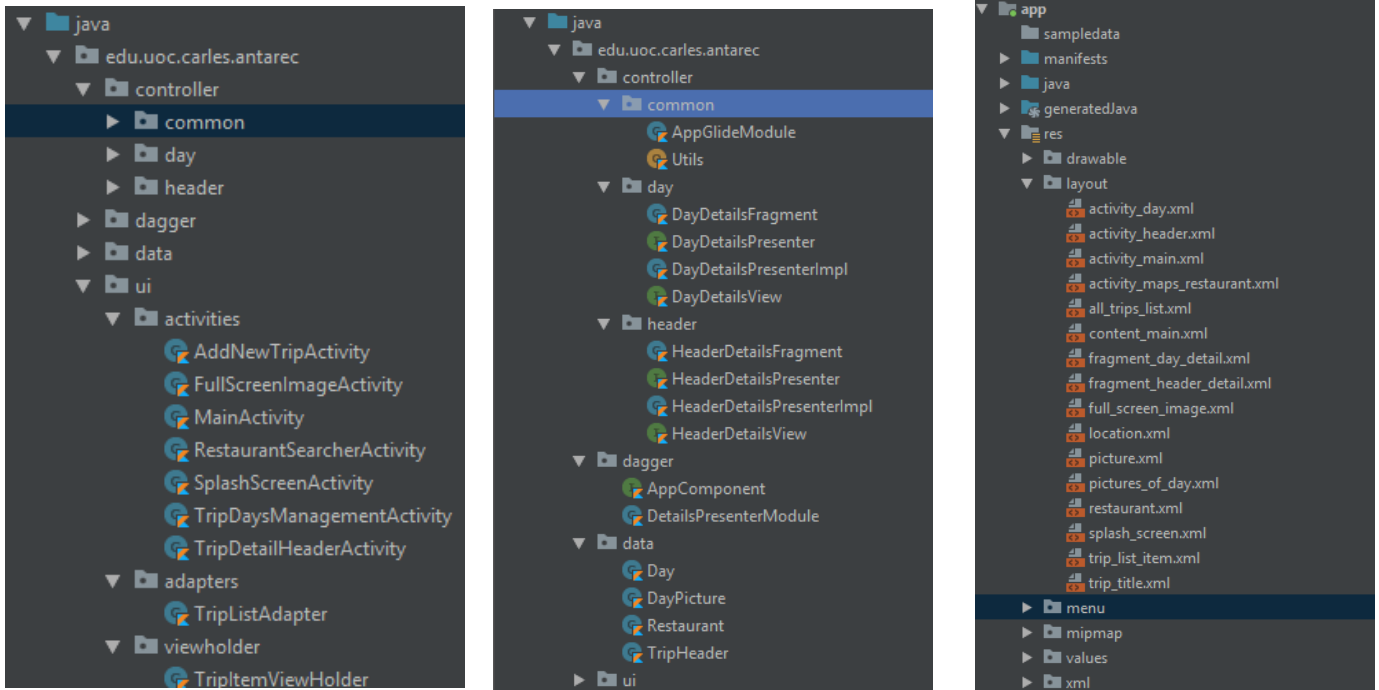 java
edu.uoc.carles.antarec
controller
common
day
header
dagger
data
ui
activities
AddNewTripActivity
FullScreenImageActivity
MainActivity
RestaurantSearcherActivity
SplashScreenActivity
TripDaysManagementActivity
TripDetailHeaderActivity
adapters
TripListAdapter
viewholder
TripItemViewHolder
java
edu.uoc.carles.antarec
controller
common
AppGlideModule
Utils
day
DayDetailsFragment
DayDetailsPresenter
DayDetailsPresenterImpl
DayDetailsView
header
HeaderDetailsFragment
HeaderDetailsPresenter
HeaderDetailsPresenterImpl
HeaderDetailsView
dagger
AppComponent
DetailsPresenterModule
data
Day
DayPicture
Restaurant
TripHeader
ui
app
sampledata
manifests
java
generatedJava
res
drawable
layout
activity_day.xml
activity_header.xml
activity_main.xml
activity_maps_restaurant.xml
all_trips_list.xml
content_main.xml
fragment_day_detail.xml
fragment_header_detail.xml
full_screen_image.xml
location.xml
picture.xml
pictures_of_day.xml
restaurant.xml
splash_screen.xml
trip_list_item.xml
trip_title.xml
menu
mipmap
values
xml